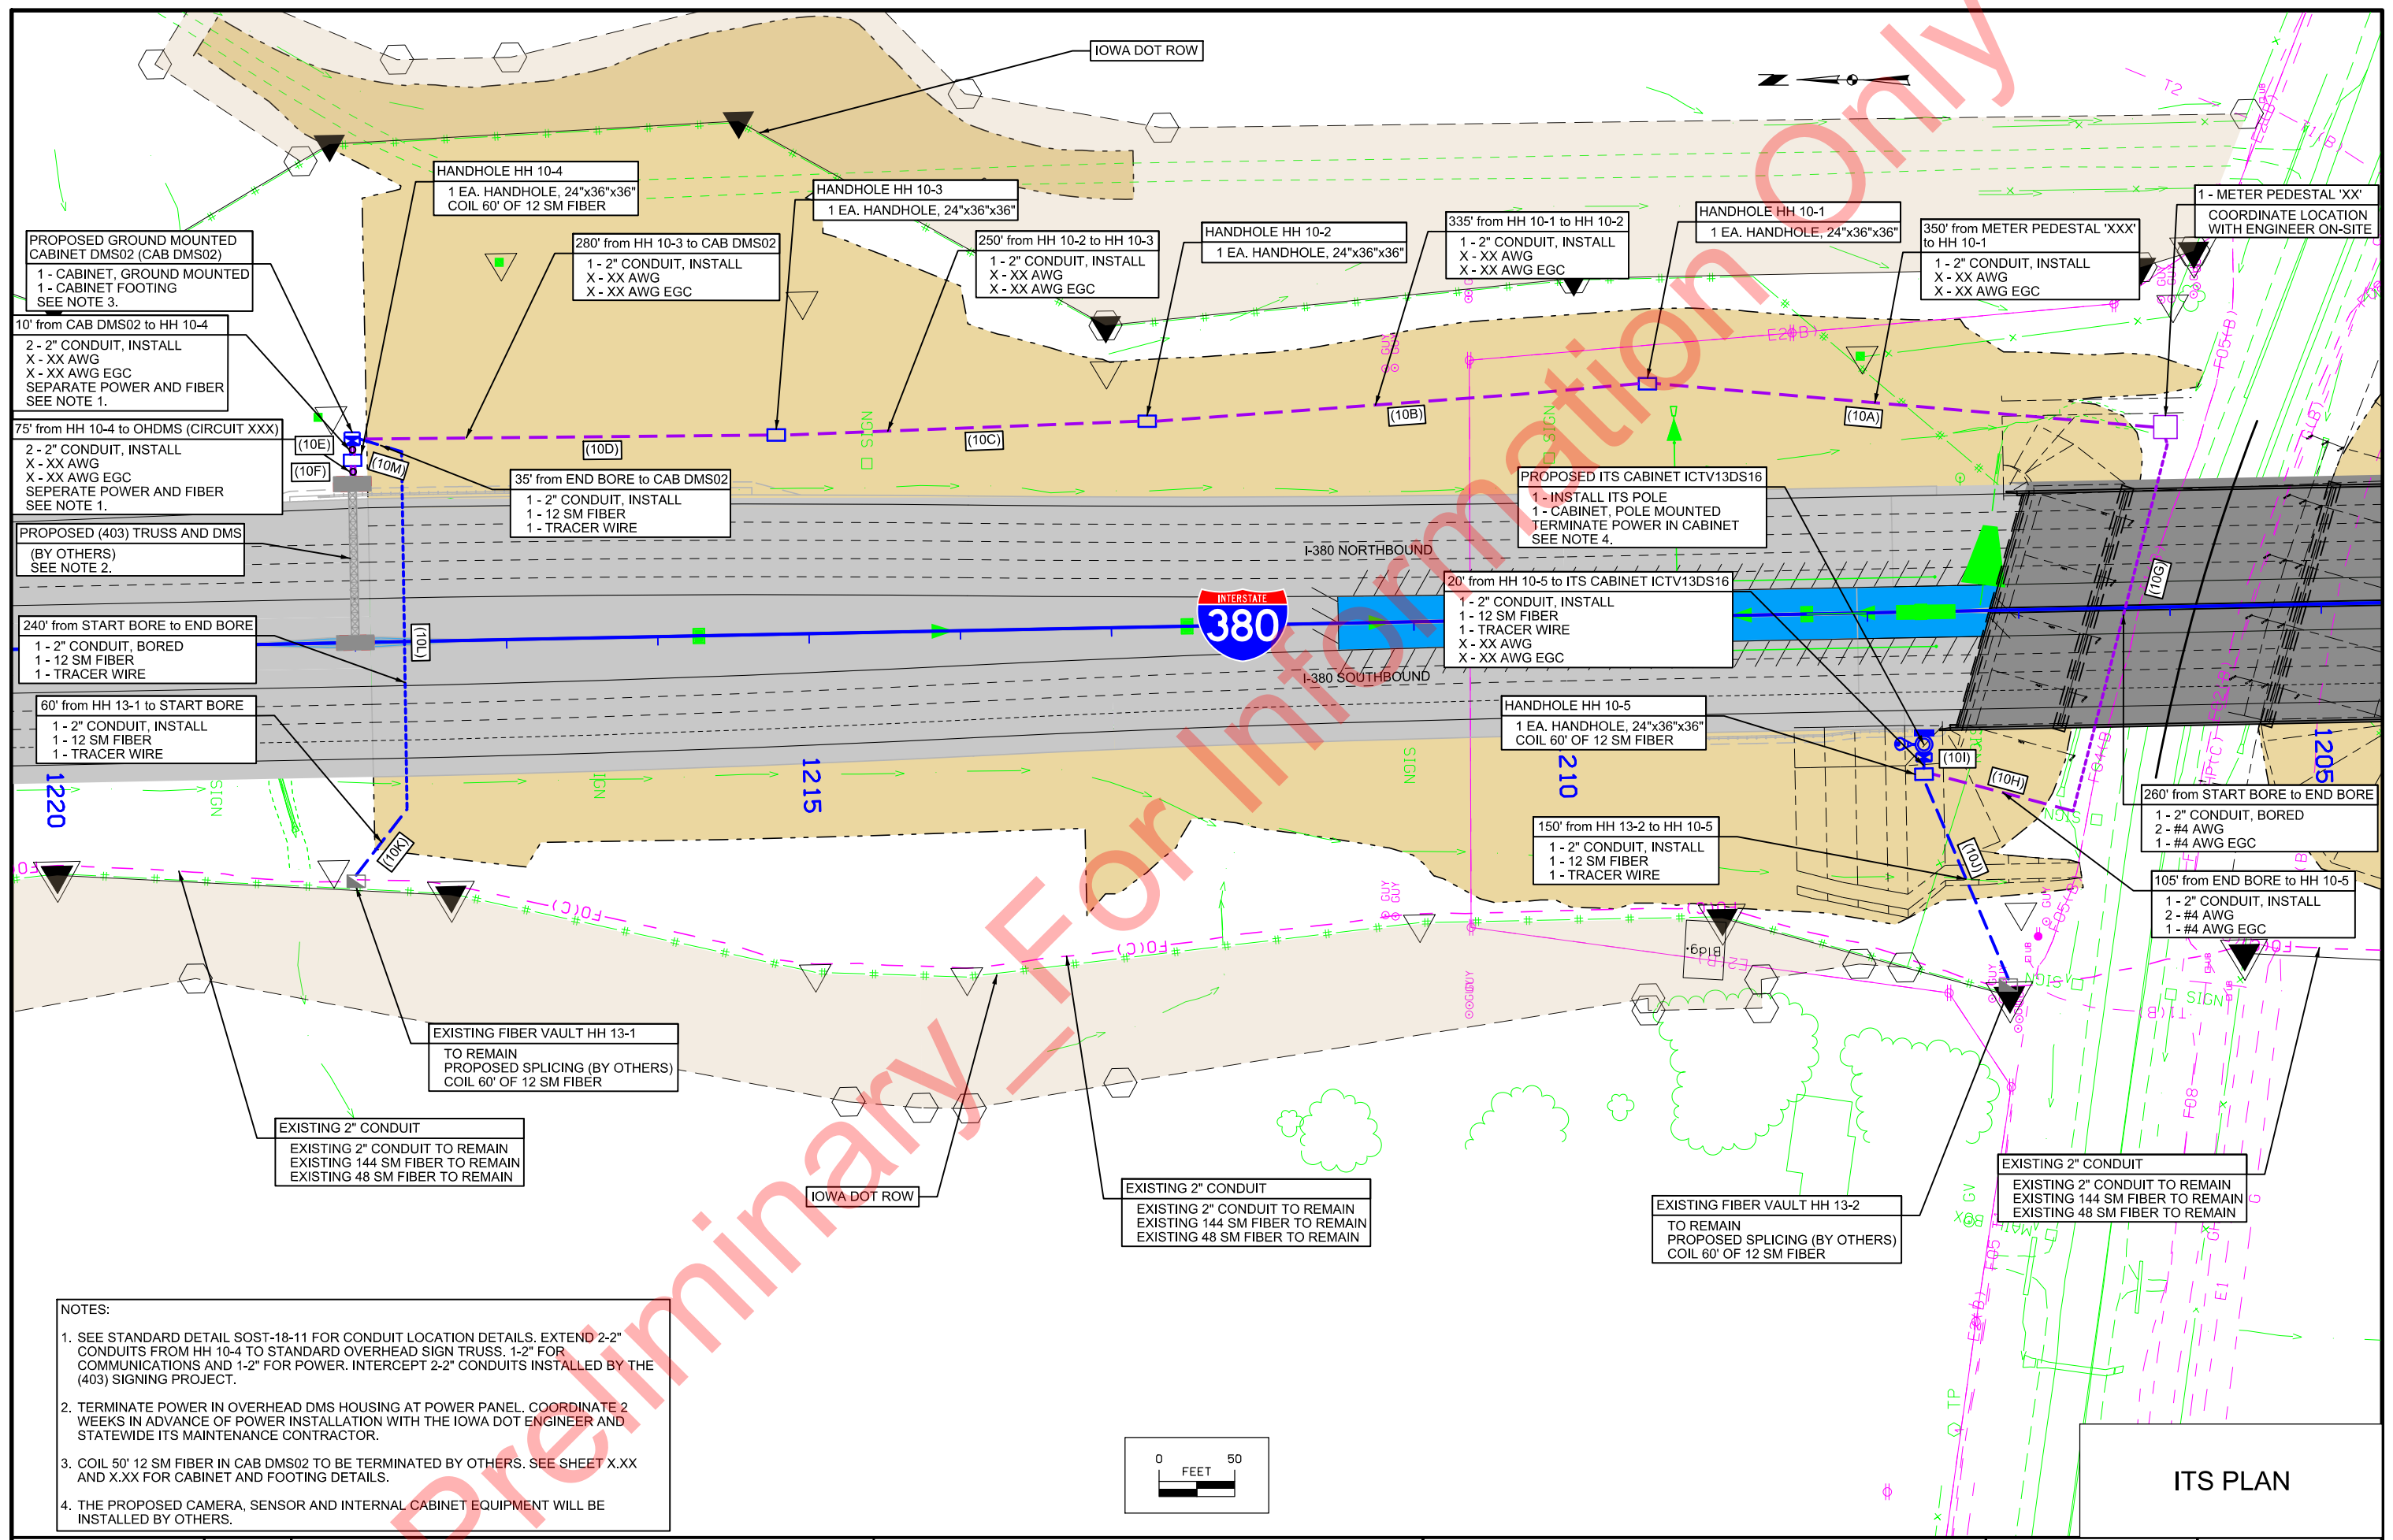 IOWA DOT ROW
HANDHOLE HH 10-4
1 EA. HANDHOLE, 24"x36"x36"
COIL 60' OF 12 SM FIBER
HANDHOLE HH 10-3
1 EA. HANDHOLE, 24"x36"x36"
HANDHOLE HH 10-2
1 EA. HANDHOLE, 24"x36"x36"
335' from HH 10-1 to HH 10-2
1 - 2" CONDUIT, INSTALL
X - XX AWG
X - XX AWG EGC
HANDHOLE HH 10-1
1 EA. HANDHOLE, 24"x36"x36"
350' from METER PEDESTAL 'XXX'
to HH 10-1
1 - 2" CONDUIT, INSTALL
X - XX AWG
X - XX AWG EGC
1 - METER PEDESTAL 'XX'
COORDINATE LOCATION
WITH ENGINEER ON-SITE
PROPOSED GROUND MOUNTED
CABINET DMS02 (CAB DMS02)
1 - CABINET, GROUND MOUNTED
1 - CABINET FOOTING
SEE NOTE 3.
280' from HH 10-3 to CAB DMS02
1 - 2" CONDUIT, INSTALL
X - XX AWG
X - XX AWG EGC
250' from HH 10-2 to HH 10-3
1 - 2" CONDUIT, INSTALL
X - XX AWG
X - XX AWG EGC
10' from CAB DMS02 to HH 10-4
2 - 2" CONDUIT, INSTALL
X - XX AWG
X - XX AWG EGC
SEPARATE POWER AND FIBER
SEE NOTE 1.
75' from HH 10-4 to OHDMS (CIRCUIT XXX)
2 - 2" CONDUIT, INSTALL
X - XX AWG
X - XX AWG EGC
SEPERATE POWER AND FIBER
SEE NOTE 1.
(10E)
(10F)
(10M)
(10D)
(10C)
(10B)
(10A)
35' from END BORE to CAB DMS02
1 - 2" CONDUIT, INSTALL
1 - 12 SM FIBER
1 - TRACER WIRE
PROPOSED ITS CABINET ICTV13DS16
1 - INSTALL ITS POLE
1 - CABINET, POLE MOUNTED
TERMINATE POWER IN CABINET
SEE NOTE 4.
PROPOSED (403) TRUSS AND DMS
(BY OTHERS)
SEE NOTE 2.
I-380 NORTHBOUND
INTERSTATE
380
I-380 SOUTHBOUND
20' from HH 10-5 to ITS CABINET ICTV13DS16
1 - 2" CONDUIT, INSTALL
1 - 12 SM FIBER
1 - TRACER WIRE
X - XX AWG
X - XX AWG EGC
(10G)
240' from START BORE to END BORE
1 - 2" CONDUIT, BORED
1 - 12 SM FIBER
1 - TRACER WIRE
(10L)
60' from HH 13-1 to START BORE
1 - 2" CONDUIT, INSTALL
1 - 12 SM FIBER
1 - TRACER WIRE
HANDHOLE HH 10-5
1 EA. HANDHOLE, 24"x36"x36"
COIL 60' OF 12 SM FIBER
(10I)
(10H)
1220
1215
1210
1205
260' from START BORE to END BORE
1 - 2" CONDUIT, BORED
2 - #4 AWG
1 - #4 AWG EGC
(10K)
150' from HH 13-2 to HH 10-5
1 - 2" CONDUIT, INSTALL
1 - 12 SM FIBER
1 - TRACER WIRE
(10J)
105' from END BORE to HH 10-5
1 - 2" CONDUIT, INSTALL
2 - #4 AWG
1 - #4 AWG EGC
SIGN
SIGN
SIGN
SIGN
SIGN
SIGN
GUY
GUY
FO(C)
FO(C)
E2(B)
E2(B)
Bldg.
T2
T1(B)
FO5(B)
EXISTING FIBER VAULT HH 13-1
TO REMAIN
PROPOSED SPLICING (BY OTHERS)
COIL 60' OF 12 SM FIBER
EXISTING 2" CONDUIT
EXISTING 2" CONDUIT TO REMAIN
EXISTING 144 SM FIBER TO REMAIN
EXISTING 48 SM FIBER TO REMAIN
IOWA DOT ROW
EXISTING 2" CONDUIT
EXISTING 2" CONDUIT TO REMAIN
EXISTING 144 SM FIBER TO REMAIN
EXISTING 48 SM FIBER TO REMAIN
EXISTING FIBER VAULT HH 13-2
TO REMAIN
PROPOSED SPLICING (BY OTHERS)
COIL 60' OF 12 SM FIBER
EXISTING 2" CONDUIT
EXISTING 2" CONDUIT TO REMAIN
EXISTING 144 SM FIBER TO REMAIN
EXISTING 48 SM FIBER TO REMAIN
GV
FO8
E1
TP
NOTES:
1. SEE STANDARD DETAIL SOST-18-11 FOR CONDUIT LOCATION DETAILS. EXTEND 2-2"
CONDUITS FROM HH 10-4 TO STANDARD OVERHEAD SIGN TRUSS. 1-2" FOR
COMMUNICATIONS AND 1-2" FOR POWER. INTERCEPT 2-2" CONDUITS INSTALLED BY THE
(403) SIGNING PROJECT.
2. TERMINATE POWER IN OVERHEAD DMS HOUSING AT POWER PANEL. COORDINATE 2
WEEKS IN ADVANCE OF POWER INSTALLATION WITH THE IOWA DOT ENGINEER AND
STATEWIDE ITS MAINTENANCE CONTRACTOR.
3. COIL 50' 12 SM FIBER IN CAB DMS02 TO BE TERMINATED BY OTHERS. SEE SHEET X.XX
AND X.XX FOR CABINET AND FOOTING DETAILS.
4. THE PROPOSED CAMERA, SENSOR AND INTERNAL CABINET EQUIPMENT WILL BE
INSTALLED BY OTHERS.
0 50
FEET
ITS PLAN
Preliminary_For Information Only